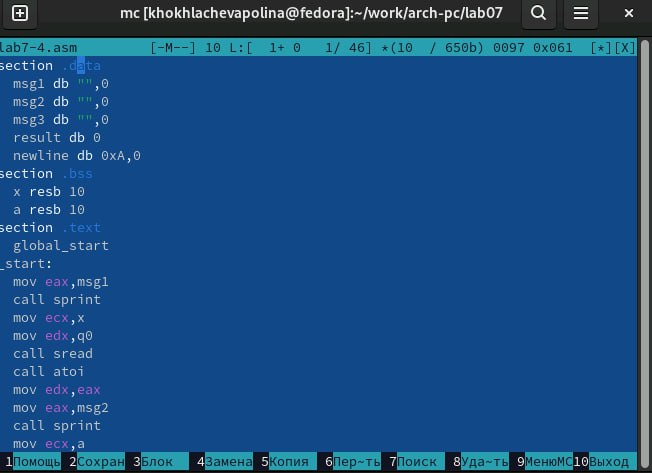 mc [khokhlachevapolina@fedora]:~/work/arch-pc/lab07
lab7-4.asm [-M--] 10 L:[ 1+ 0 1/ 46] *(10 / 650b) 0097 0x061 [*][X]
section .data
msg1 db "",0
msg2 db "",0
msg3 db "",0
result db 0
newline db 0xA,0
section .bss
x resb 10
a resb 10
section .text
global_start
_start:
mov eax,msg1
call sprint
mov ecx,x
mov edx,q0
call sread
call atoi
mov edx,eax
mov eax,msg2
call sprint
mov ecx,a
1Помощь 2Сохран 3Блок 4Замена 5Копия 6Пер~ть 7Поиск 8Уда~ть 9МенюMC 10Выход